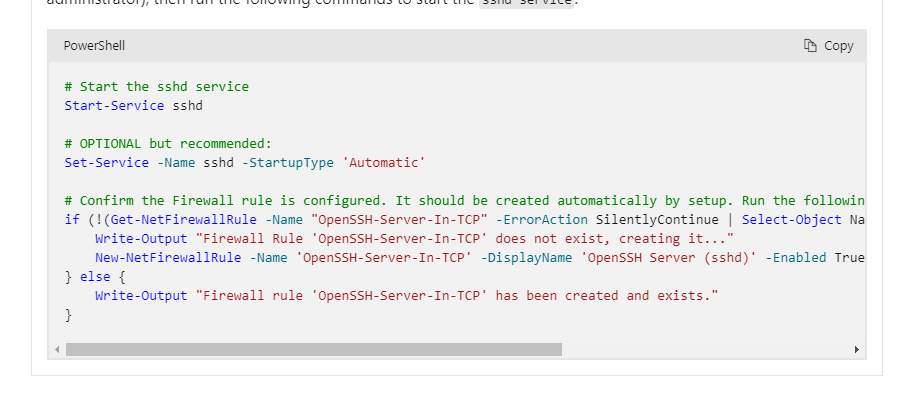 administrator), then run the following commands to start the sshd service:
PowerShell
Copy
# Start the sshd service
Start-Service sshd
# OPTIONAL but recommended:
Set-Service -Name sshd -StartupType 'Automatic'
# Confirm the Firewall rule is configured. It should be created automatically by setup. Run the followin
if (!(Get-NetFirewallRule -Name "OpenSSH-Server-In-TCP" -ErrorAction SilentlyContinue | Select-Object Na
Write-Output "Firewall Rule 'OpenSSH-Server-In-TCP' does not exist, creating it..."
New-NetFirewallRule -Name 'OpenSSH-Server-In-TCP' -DisplayName 'OpenSSH Server (sshd)' -Enabled True
} else {
Write-Output "Firewall rule 'OpenSSH-Server-In-TCP' has been created and exists."
}